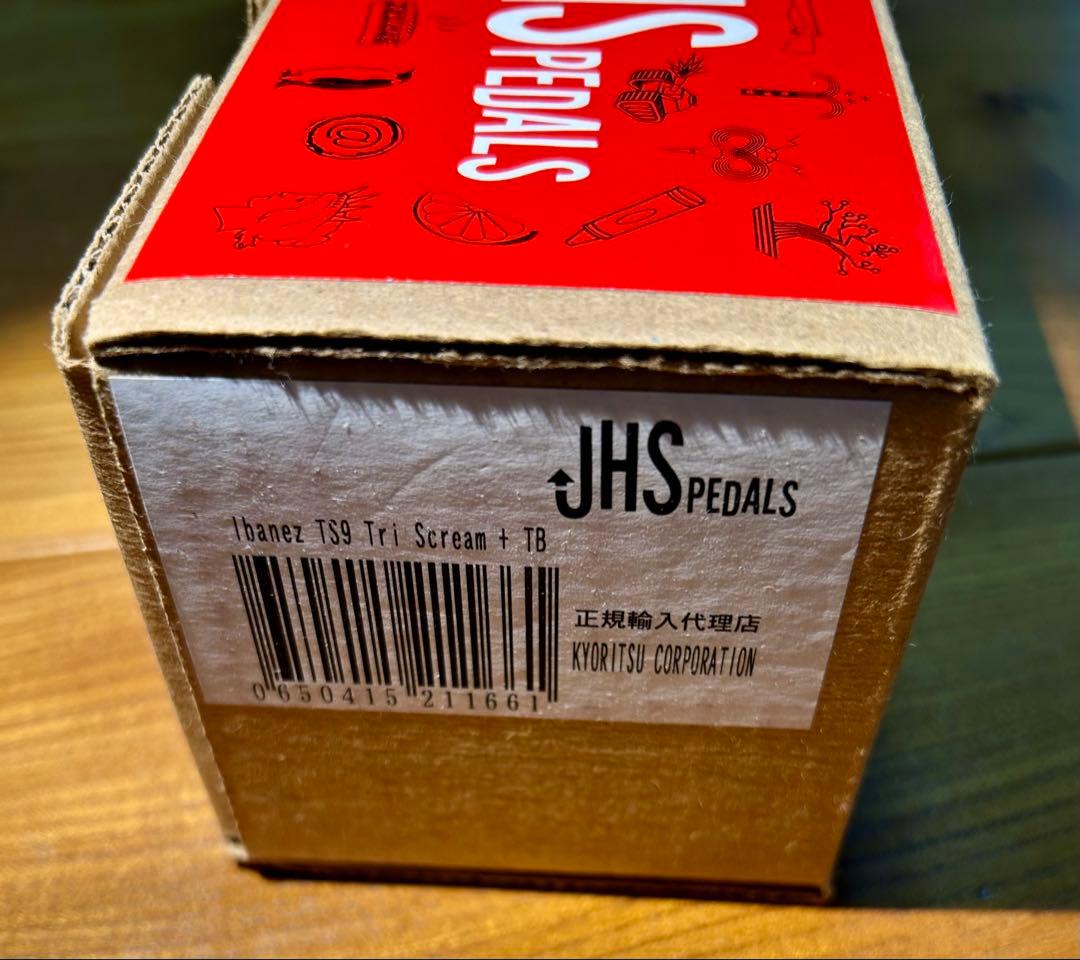 JHS PEDALS
JHS PEDALS
Ibanez TS9 Tri Scream + TB
0 650415 211661
正規輸入代理店
KYORITSU CORPORATION